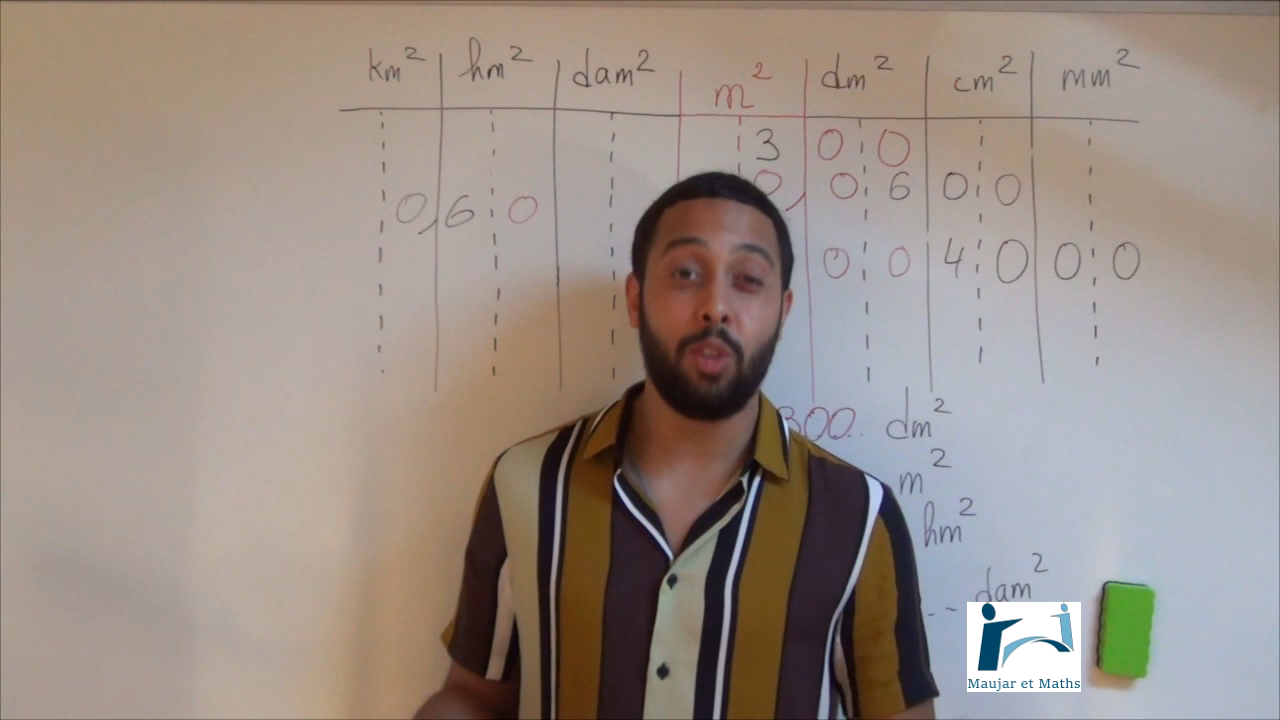 km² hm² dam² m² dm² cm² mm²
3 0 0
0, 0 6 0 0
0,6 0
0 0 4 0 0 0
300.. dm²
m²
hm²
..-- dam²
Maujar et Maths